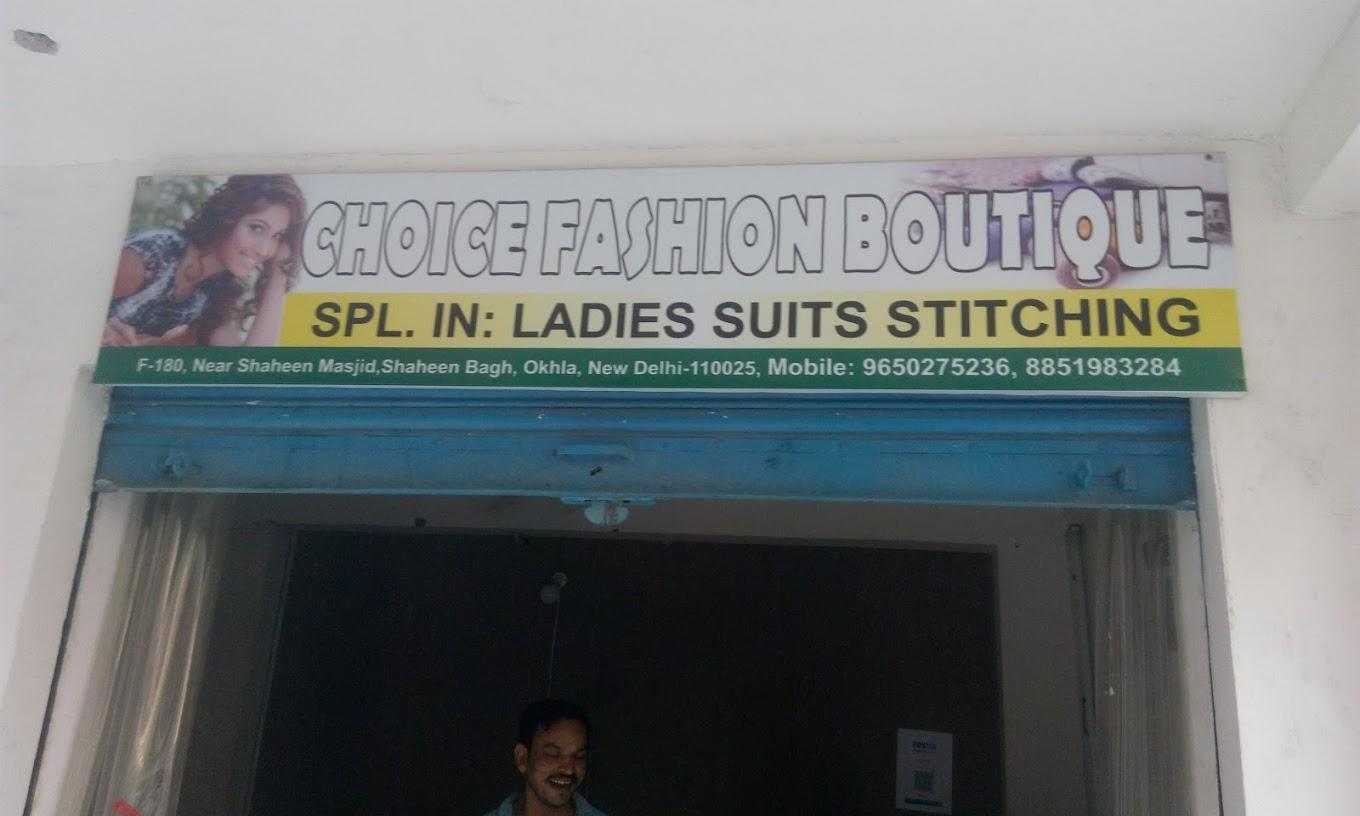 CHOICE FASHION BOUTIQUE
SPL. IN: LADIES SUITS STITCHING
F-180, Near Shaheen Masjid,Shaheen Bagh, Okhla, New Delhi-110025, Mobile: 9650275236, 8851983284
paytm